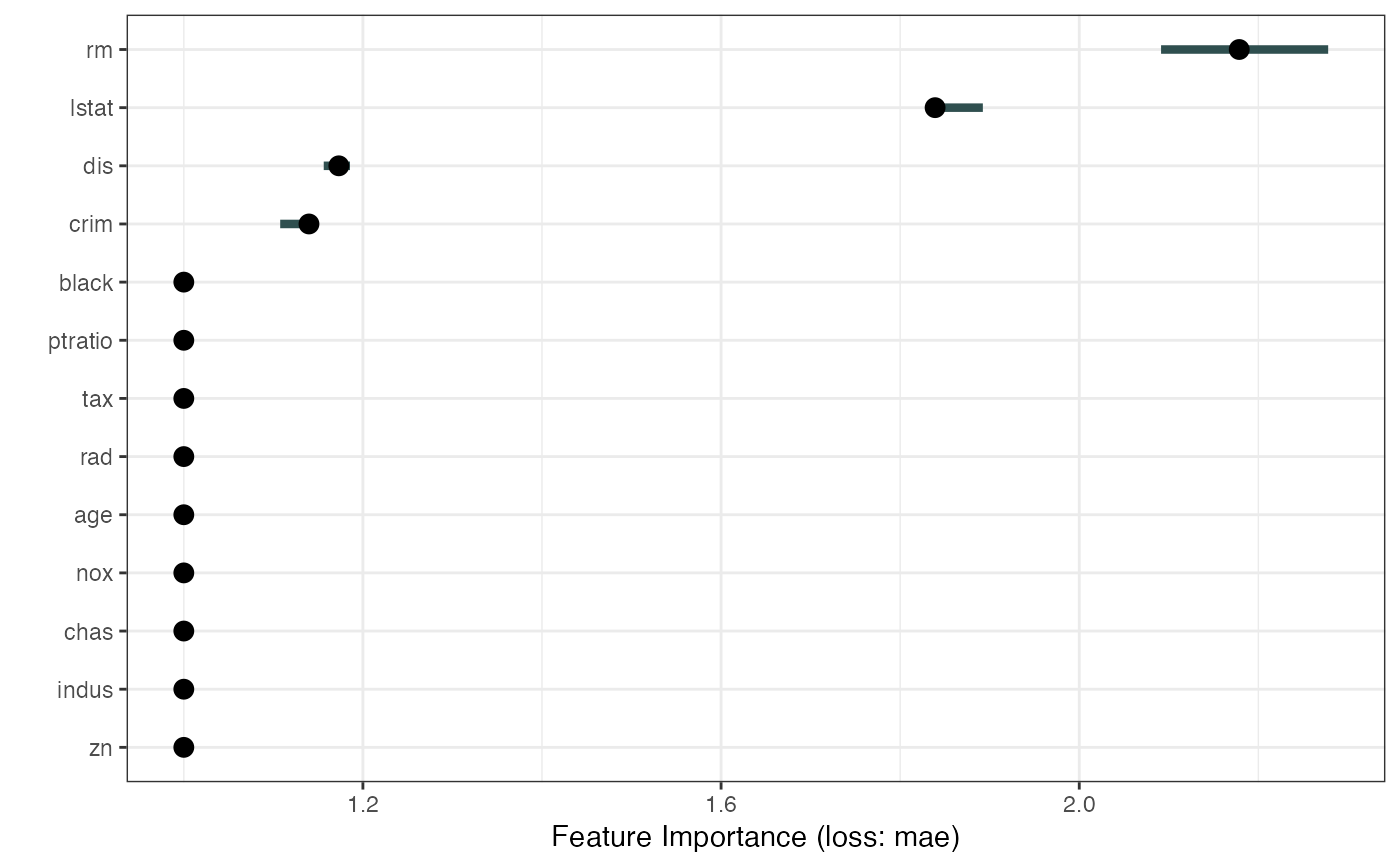 rm
lstat
dis
crim
black
ptratio
tax
rad
age
nox
chas
indus
zn
1.2 1.6 2.0
Feature Importance (loss: mae)